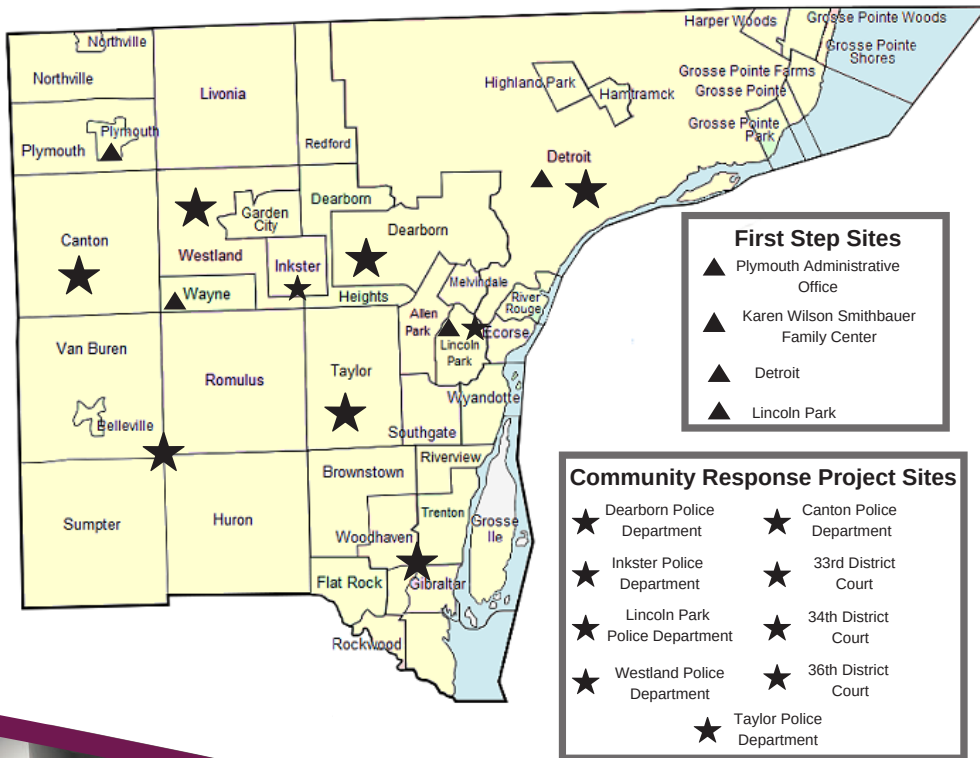 Northville
Northville
Livonia
Plymouth
Plymouth
Redford
Highland Park
Hamtramck
Harper Woods
Grosse Pointe Woods
Grosse Pointe
Shores
Grosse Pointe Farms
Grosse Pointe
Grosse Pointe
Park
Detroit
Dearborn
Garden
City
Dearborn
Canton
Westland
Inkster
Wayne
Heights
Melvindale
River
Rouge
Allen
Park
Lincoln
Park
Ecorse
Van Buren
Romulus
Taylor
Wyandotte
Belleville
Southgate
Riverview
Brownstown
Trenton
Grosse
Ile
Sumpter
Huron
Woodhaven
Flat Rock
Gibraltar
Rockwood
First Step Sites
Plymouth Administrative
Office
Karen Wilson Smithbauer
Family Center
Detroit
Lincoln Park
Community Response Project Sites
Dearborn Police
Department
Canton Police
Department
Inkster Police
Department
33rd District
Court
Lincoln Park
Police Department
34th District
Court
Westland Police
Department
36th District
Court
Taylor Police
Department